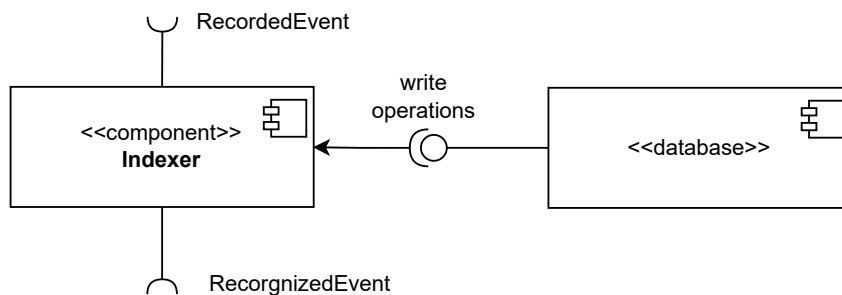 RecordedEvent
write
operations
<<component>>
Indexer
<<database>>
RecorgnizedEvent